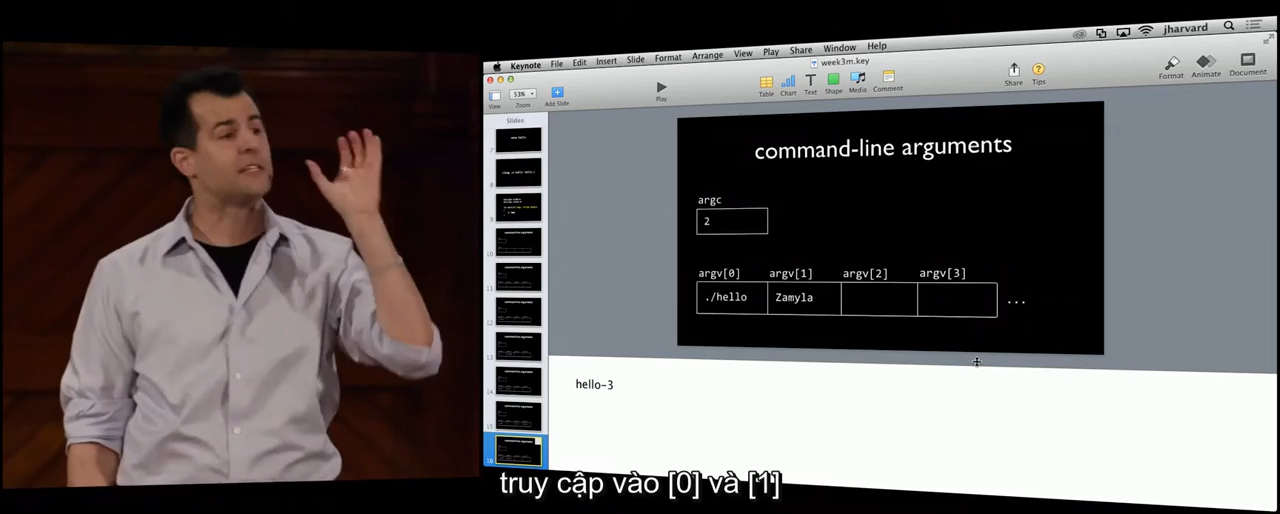 Keynote File Edit Insert Slide Format Arrange View Play Share Window Help jharvard
week3m.key
53%
View Zoom Add Slide Play Table Chart Text Shape Media Comment Share Tips Format Animate Document
Slides
command-line arguments
argc
2
argv[0] argv[1] argv[2] argv[3]
./hello Zamyla ...
hello-3
truy cập vào [0] và [1]